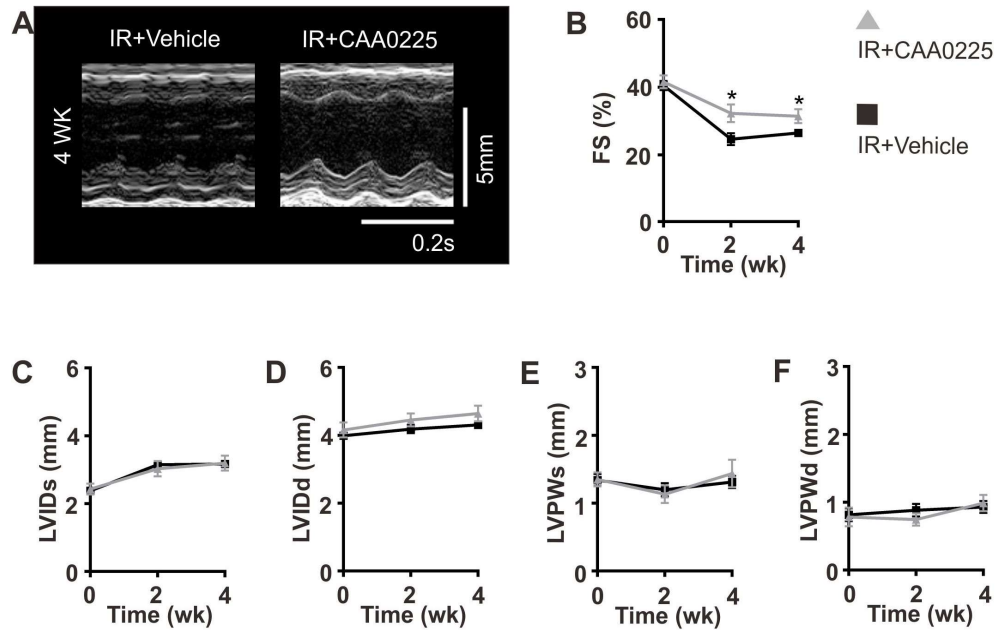 A
IR+Vehicle
IR+CAA0225
4 WK
5mm
0.2s
B
60
40
20
0
FS (%)
* *
0 2 4
Time (wk)
IR+CAA0225
IR+Vehicle
C
6
4
2
0
LVIDs (mm)
0 2 4
Time (wk)
D
6
4
2
0
LVIDd (mm)
0 2 4
Time (wk)
E
3
2
1
0
LVPWs (mm)
0 2 4
Time (wk)
F
3
2
1
0
LVPWd (mm)
0 2 4
Time (wk)